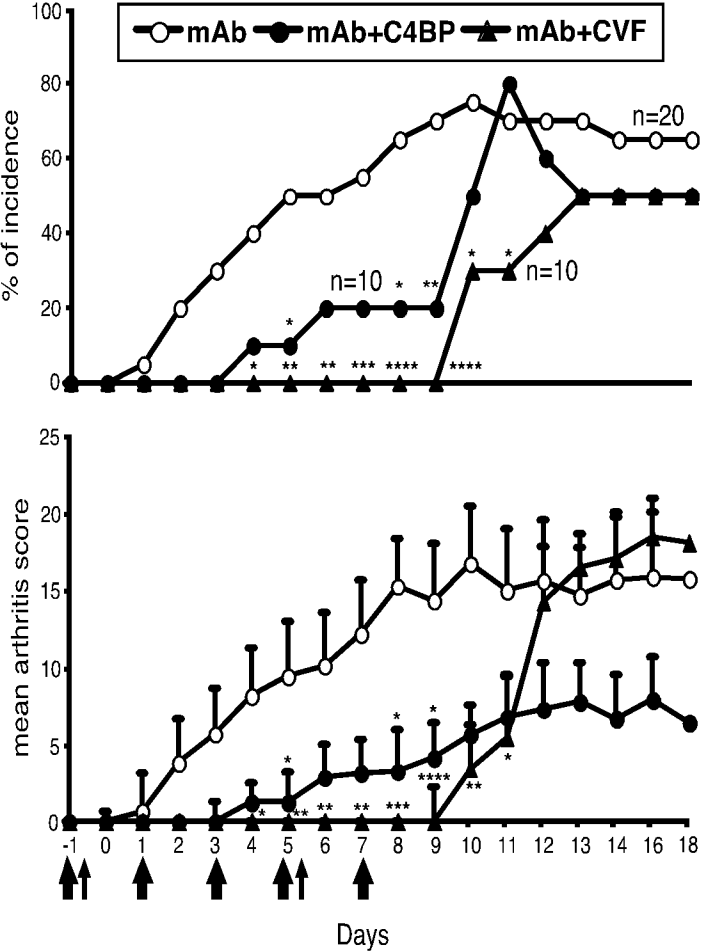 mAb mAb+C4BP mAb+CVF
100
80
60
40
20
0
% of incidence
n=20
n=10
n=10
* **
*
* * 
* ** ** *** **** ****
25
20
15
10
5
0
mean arthritis score
*
*
*
****
*
**
* ** ** ** ***
-1 0 1 2 3 4 5 6 7 8 9 10 11 12 13 14 16 18
Days